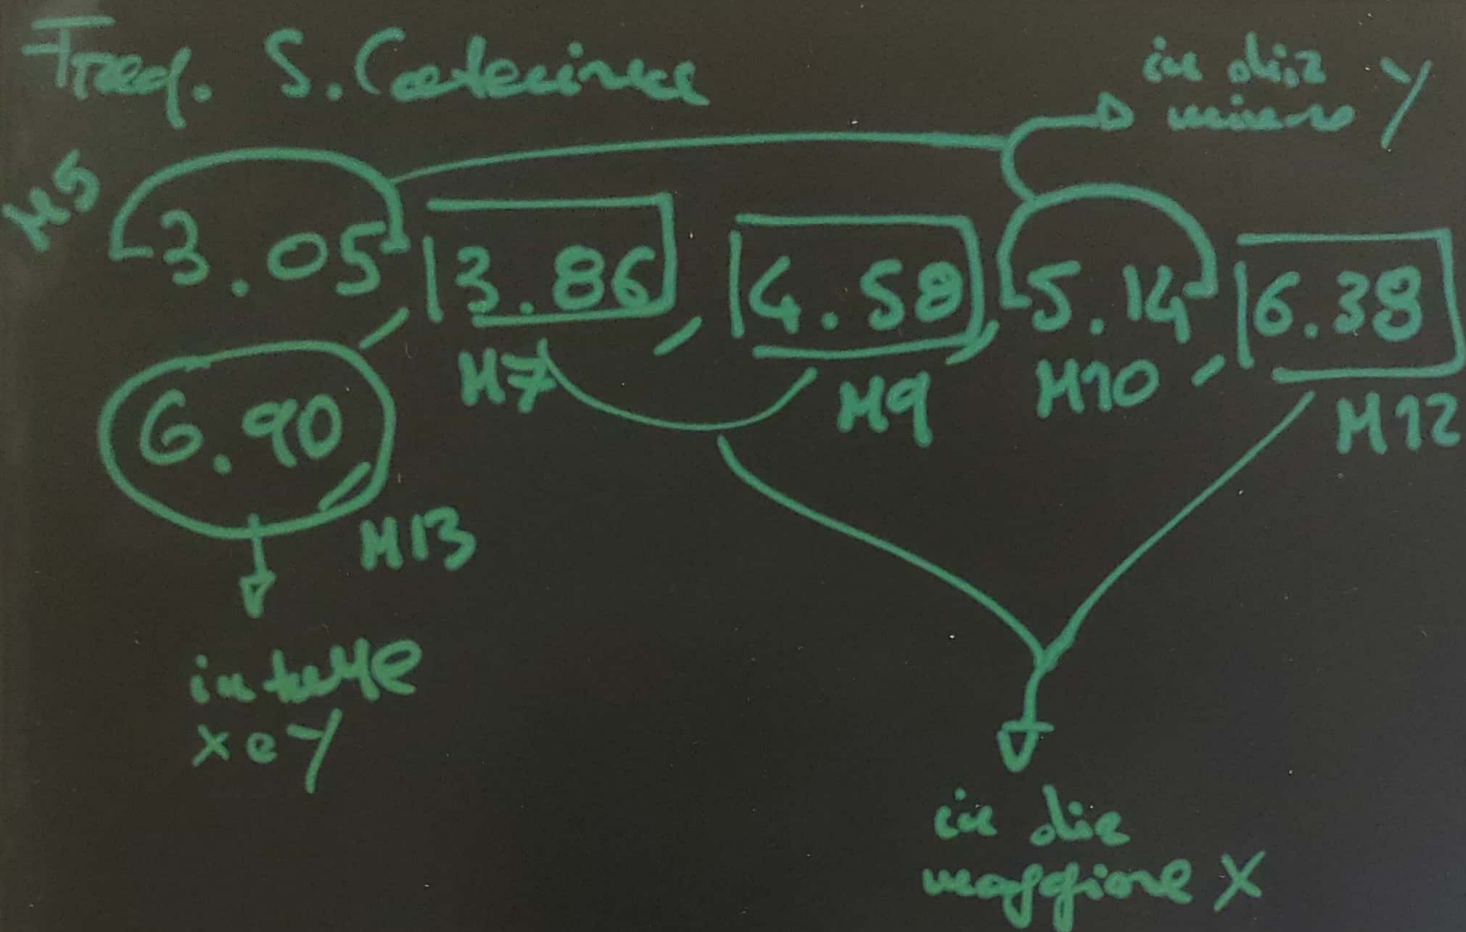 Freq. S. Caterina
in dir.
minore Y
M5
3.05 3.86 4.58 5.14 6.38
M7 M9 M10 M12
6.90
M13
in tutte
x e y
in dir
maggiore X